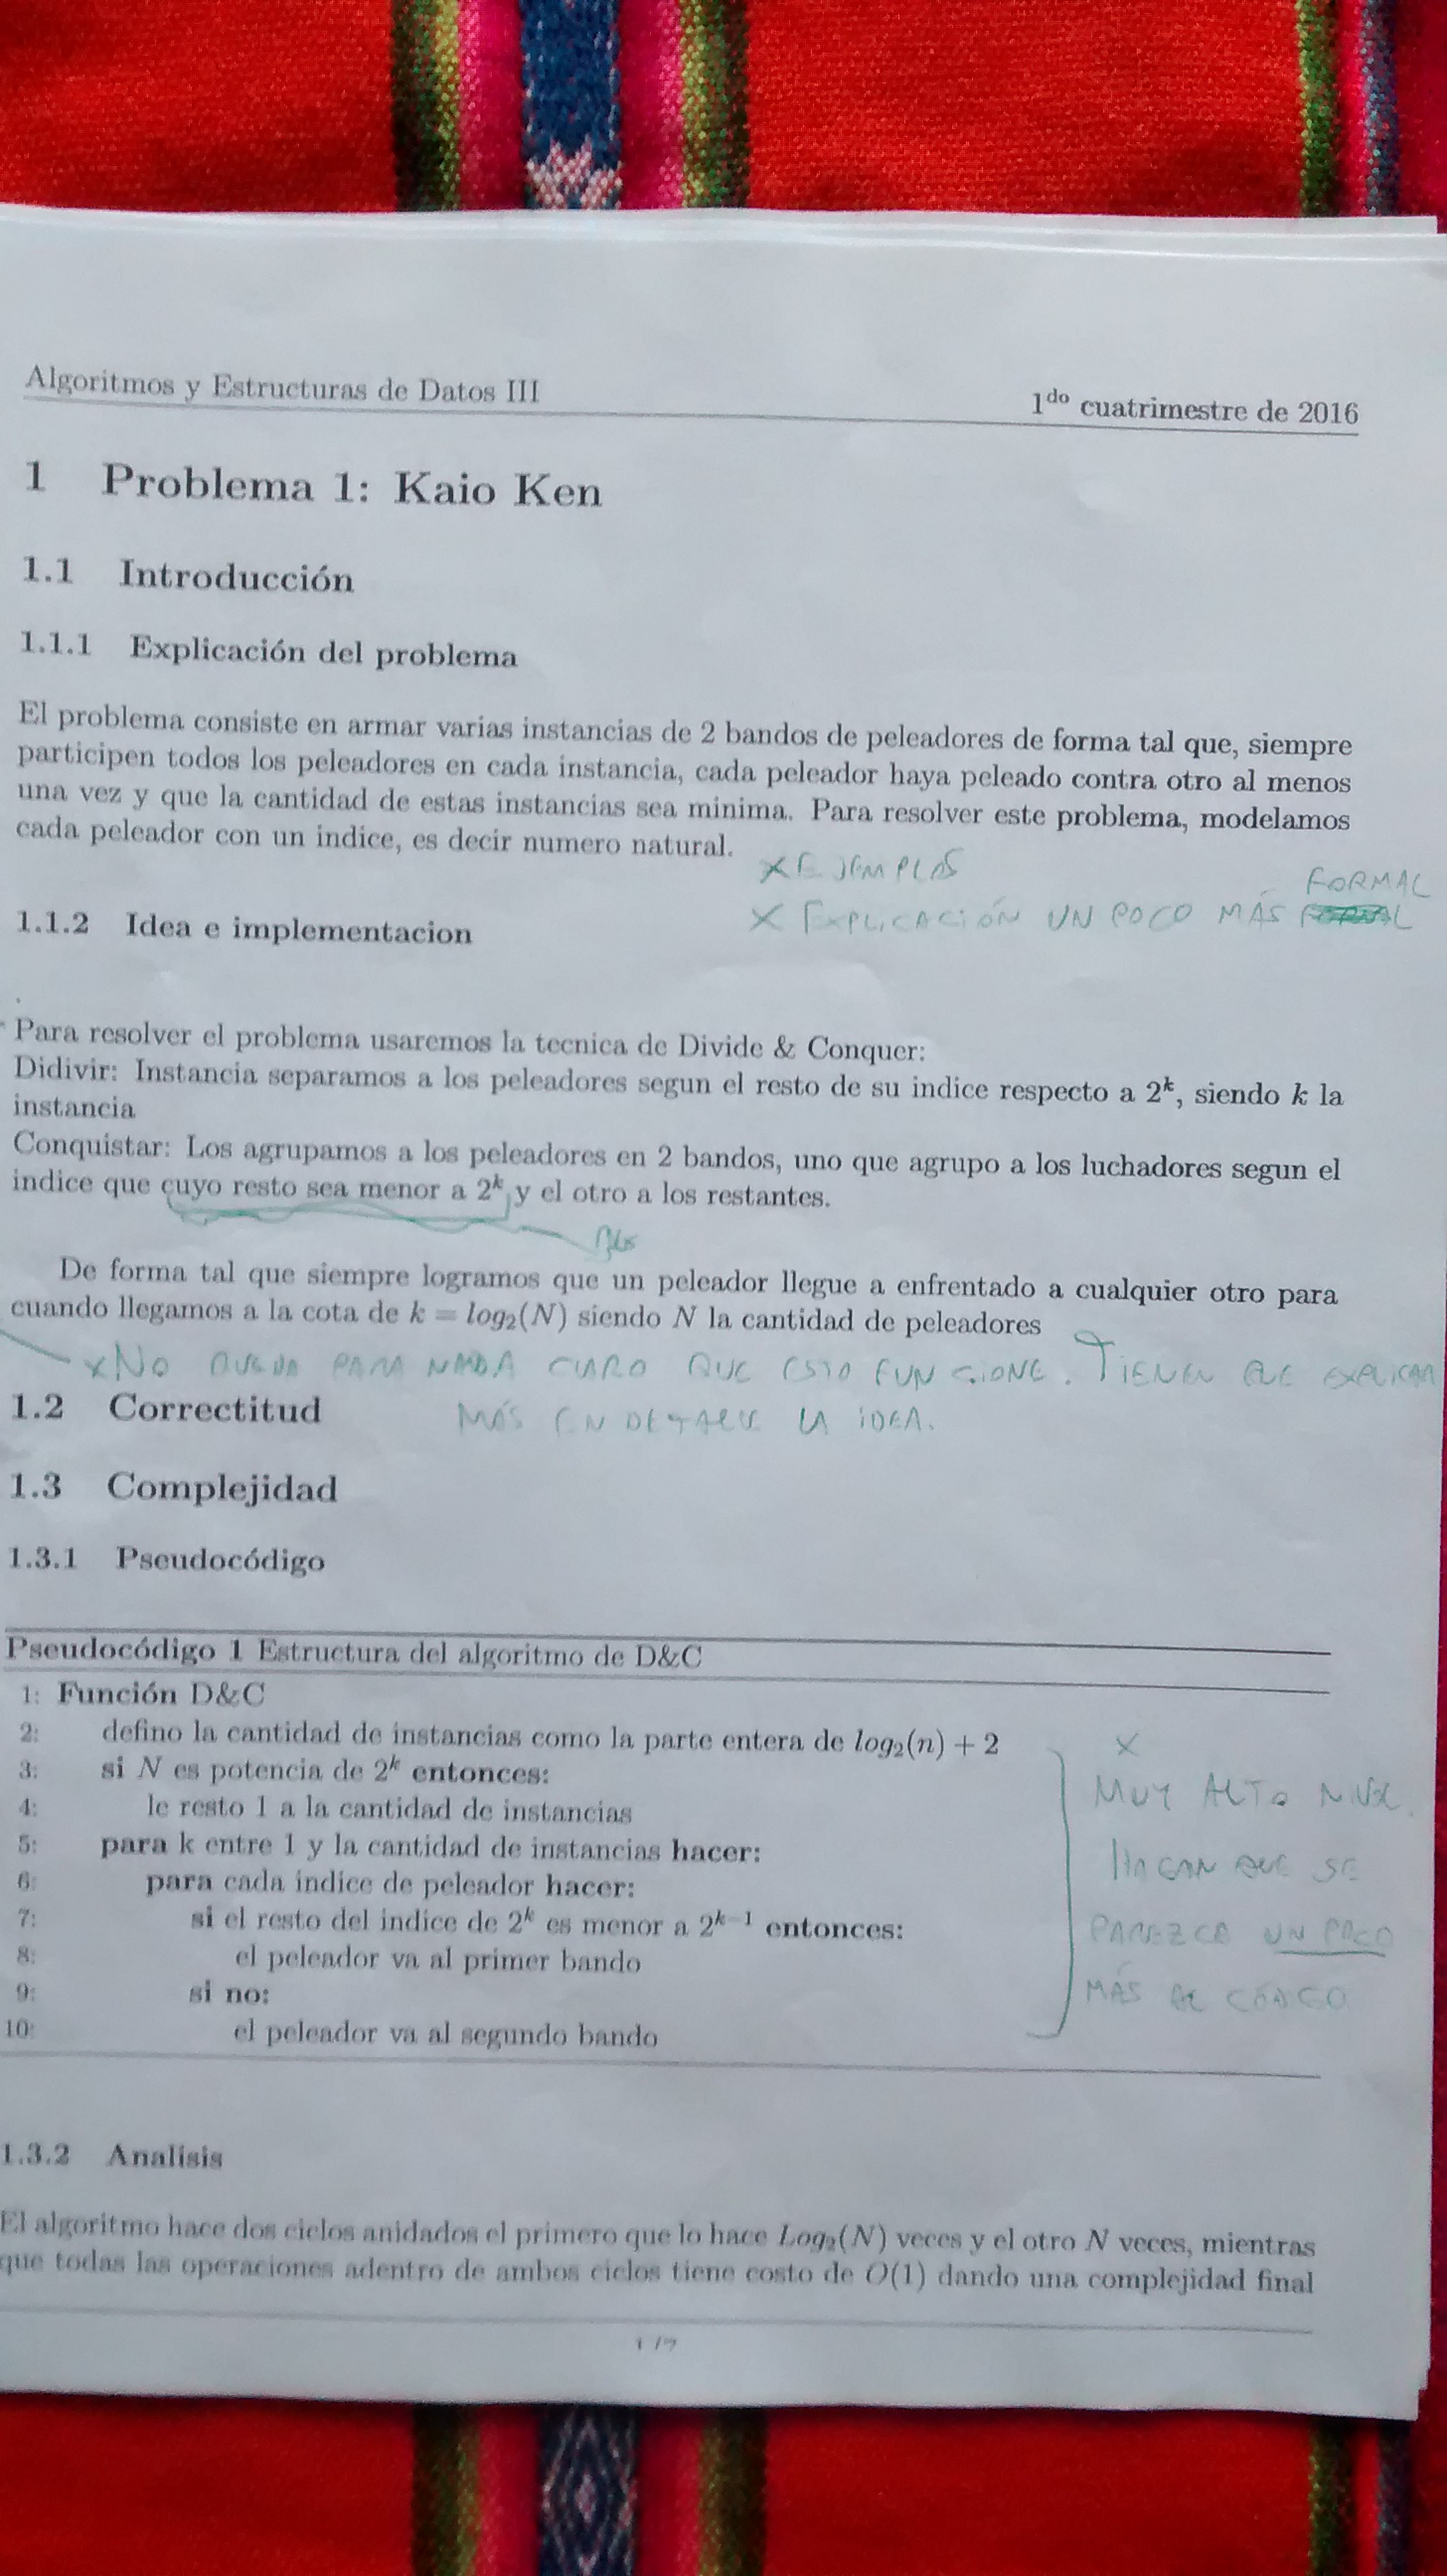 Algoritmos y Estructuras de Datos III
1do cuatrimestre de 2016
1 Problema 1: Kaio Ken
1.1 Introducción
1.1.1 Explicación del problema
El problema consiste en armar varias instancias de 2 bandos de peleadores de forma tal que, siempre
participen todos los peleadores en cada instancia, cada peleador haya peleado contra otro al menos
una vez y que la cantidad de estas instancias sea minima. Para resolver este problema, modelamos
cada peleador con un indice, es decir numero natural.
X EJEMPLOS
FORMAL
X EXPLICACIÓN UN POCO MÁS
1.1.2 Idea e implementacion
Para resolver el problema usaremos la tecnica de Divide & Conquer:
Didivir: Instancia separamos a los peleadores segun el resto de su indice respecto a 2^k, siendo k la
instancia
Conquistar: Los agrupamos a los peleadores en 2 bandos, uno que agrupo a los luchadores segun el
indice que cuyo resto sea menor a 2^k y el otro a los restantes.
De forma tal que siempre logramos que un peleador llegue a enfrentado a cualquier otro para
cuando llegamos a la cota de k = log2(N) siendo N la cantidad de peleadores
X NO QUEDA PARA NADA CLARO QUE ESTO FUNCIONE. TIENEN QUE EXPLICAR
MÁS EN DETALLE LA IDEA.
1.2 Correctitud
1.3 Complejidad
1.3.1 Pseudocódigo
Pseudocódigo 1 Estructura del algoritmo de D&C
1: Función D&C
2: defino la cantidad de instancias como la parte entera de log2(n) + 2
3: si N es potencia de 2^k entonces:
4: le resto 1 a la cantidad de instancias
5: para k entre 1 y la cantidad de instancias hacer:
6: para cada indice de peleador hacer:
7: si el resto del indice de 2^k es menor a 2^k-1 entonces:
8: el peleador va al primer bando
9: si no:
10: el peleador va al segundo bando
X
MUY ALTO NIVEL.
HAGAN QUE SE
PAREZCA UN POCO
MÁS AL CÓDIGO
1.3.2 Analisis
El algoritmo hace dos ciclos anidados el primero que lo hace Log2(N) veces y el otro N veces, mientras
que todas las operaciones adentro de ambos ciclos tiene costo de O(1) dando una complejidad final